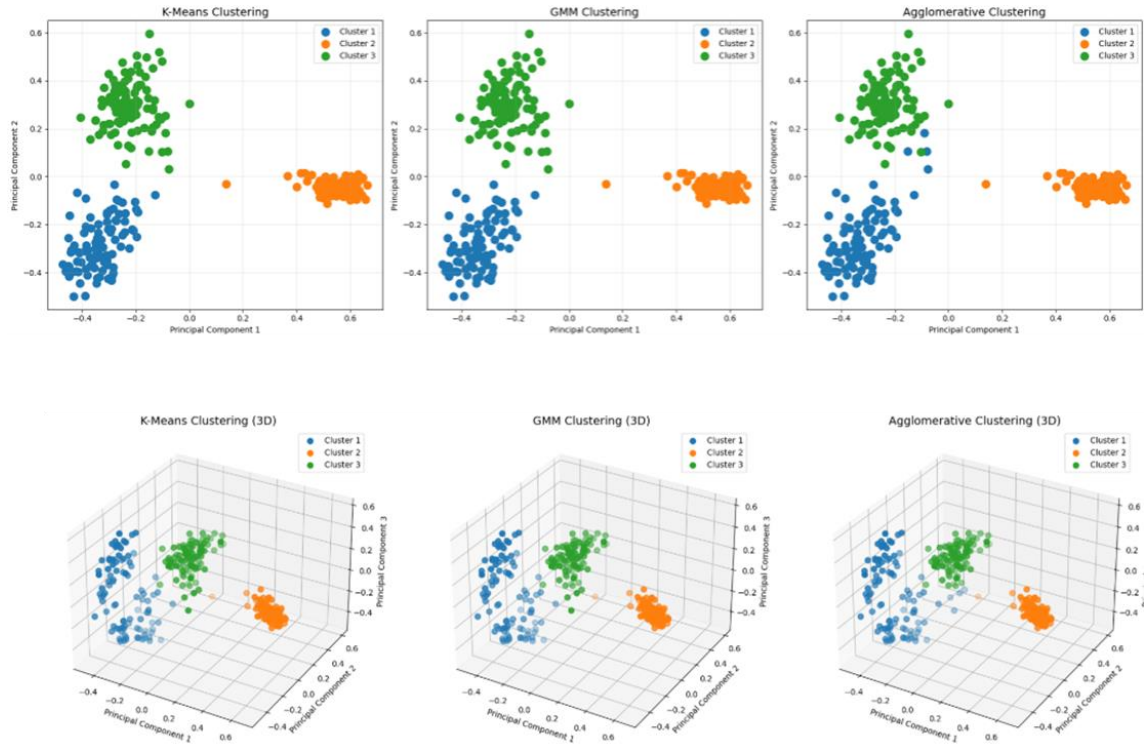 K-Means Clustering
Cluster 1
Cluster 2
Cluster 3
0.6
0.4
0.2
0.0
−0.2
−0.4
Principal Component 2
−0.4
−0.2
0.0
0.2
0.4
0.6
Principal Component 1
GMM Clustering
Cluster 1
Cluster 2
Cluster 3
0.6
0.4
0.2
0.0
−0.2
−0.4
Principal Component 2
−0.4
−0.2
0.0
0.2
0.4
0.6
Principal Component 1
Agglomerative Clustering
Cluster 1
Cluster 2
Cluster 3
0.6
0.4
0.2
0.0
−0.2
−0.4
Principal Component 2
−0.4
−0.2
0.0
0.2
0.4
0.6
Principal Component 1
K-Means Clustering (3D)
Cluster 1
Cluster 2
Cluster 3
0.6
0.4
0.2
0.0
−0.2
−0.4
Principal Component 3
0.6
0.4
0.2
0.0
−0.2
−0.4
Principal Component 2
−0.4
−0.2
0.0
0.2
0.4
0.6
Principal Component 1
GMM Clustering (3D)
Cluster 1
Cluster 2
Cluster 3
0.6
0.4
0.2
0.0
−0.2
−0.4
Principal Component 3
0.6
0.4
0.2
0.0
−0.2
−0.4
Principal Component 2
−0.4
−0.2
0.0
0.2
0.4
0.6
Principal Component 1
Agglomerative Clustering (3D)
Cluster 1
Cluster 2
Cluster 3
0.6
0.4
0.2
0.0
−0.2
−0.4
0.6
0.4
0.2
0.0
−0.2
−0.4
Principal Component 2
−0.4
−0.2
0.0
0.2
0.4
0.6
Principal Component 1